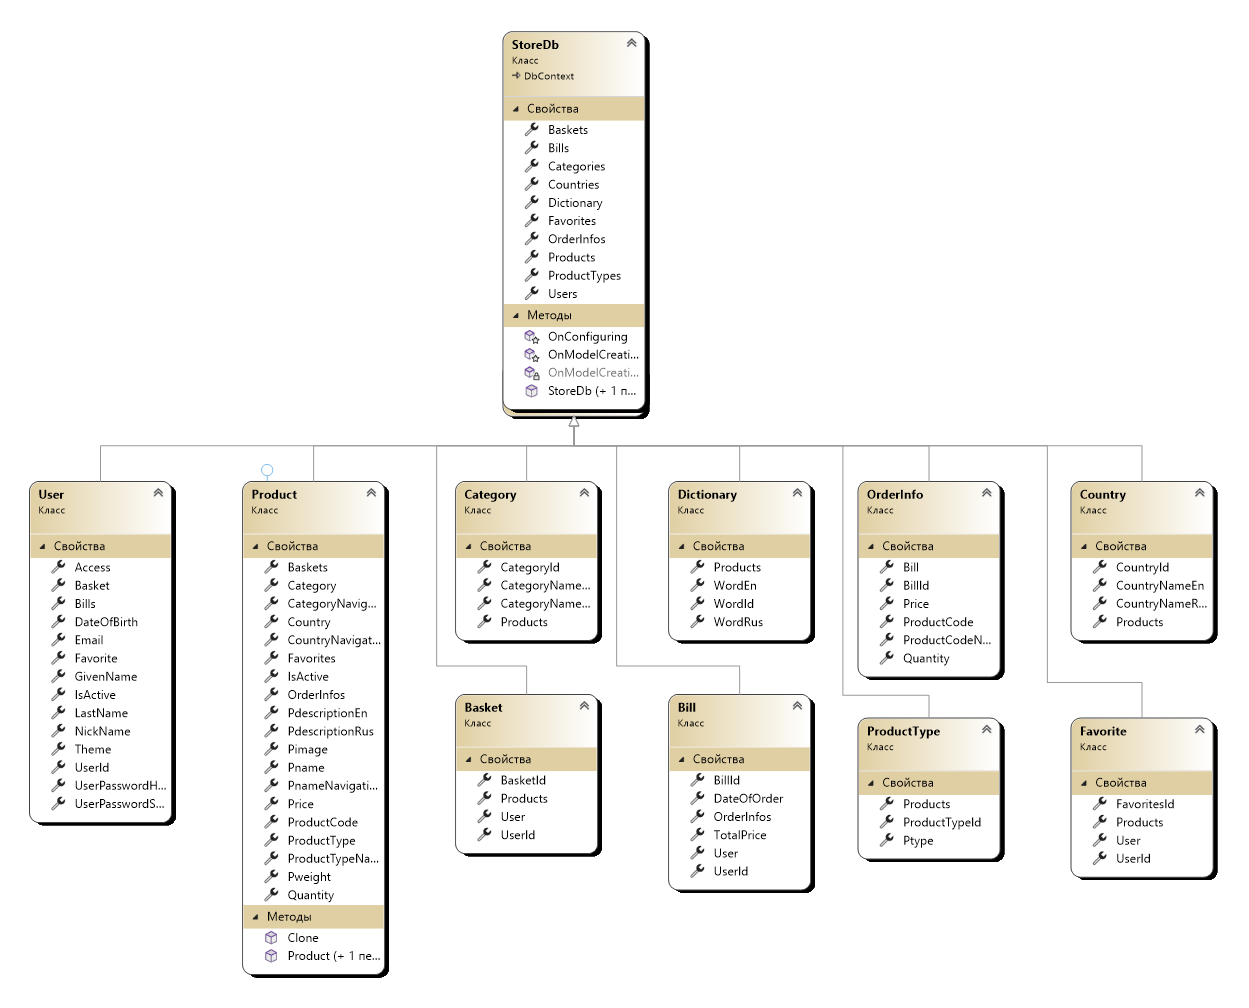 StoreDb
Класс
DbContext
Свойства
Baskets
Bills
Categories
Countries
Dictionary
Favorites
OrderInfos
Products
ProductTypes
Users
Методы
OnConfiguring
OnModelCreati...
OnModelCreati...
StoreDb (+ 1 п...
User
Класс
Свойства
Access
Basket
Bills
DateOfBirth
Email
Favorite
GivenName
IsActive
LastName
NickName
Theme
UserId
UserPasswordH...
UserPasswordS...
Product
Класс
Свойства
Baskets
Category
CategoryNavig...
Country
CountryNavigat...
Favorites
IsActive
OrderInfos
PdescriptionEn
PdescriptionRus
Pimage
Pname
PnameNavigati...
Price
ProductCode
ProductType
ProductTypeNa...
Pweight
Quantity
Методы
Clone
Product (+ 1 пе...
Category
Класс
Свойства
CategoryId
CategoryName...
CategoryName...
Products
Dictionary
Класс
Свойства
Products
WordEn
WordId
WordRus
OrderInfo
Класс
Свойства
Bill
BillId
Price
ProductCode
ProductCodeN...
Quantity
Country
Класс
Свойства
CountryId
CountryNameEn
CountryNameR...
Products
Basket
Класс
Свойства
BasketId
Products
User
UserId
Bill
Класс
Свойства
BillId
DateOfOrder
OrderInfos
TotalPrice
User
UserId
ProductType
Класс
Свойства
Products
ProductTypeId
Ptype
Favorite
Класс
Свойства
FavoritesId
Products
User
UserId